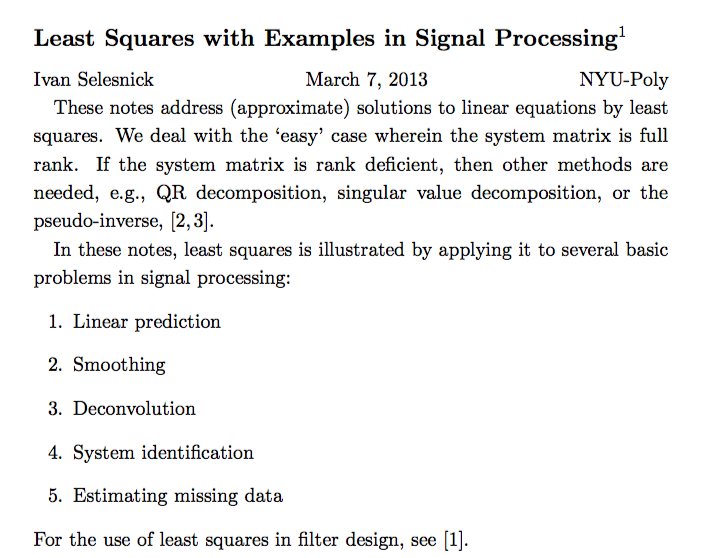 Least Squares with Examples in Signal Processing¹
Ivan Selesnick March 7, 2013 NYU-Poly
These notes address (approximate) solutions to linear equations by least
squares. We deal with the ‘easy’ case wherein the system matrix is full
rank. If the system matrix is rank deficient, then other methods are
needed, e.g., QR decomposition, singular value decomposition, or the
pseudo-inverse, [2,3].
In these notes, least squares is illustrated by applying it to several basic
problems in signal processing:
1. Linear prediction
2. Smoothing
3. Deconvolution
4. System identification
5. Estimating missing data
For the use of least squares in filter design, see [1].